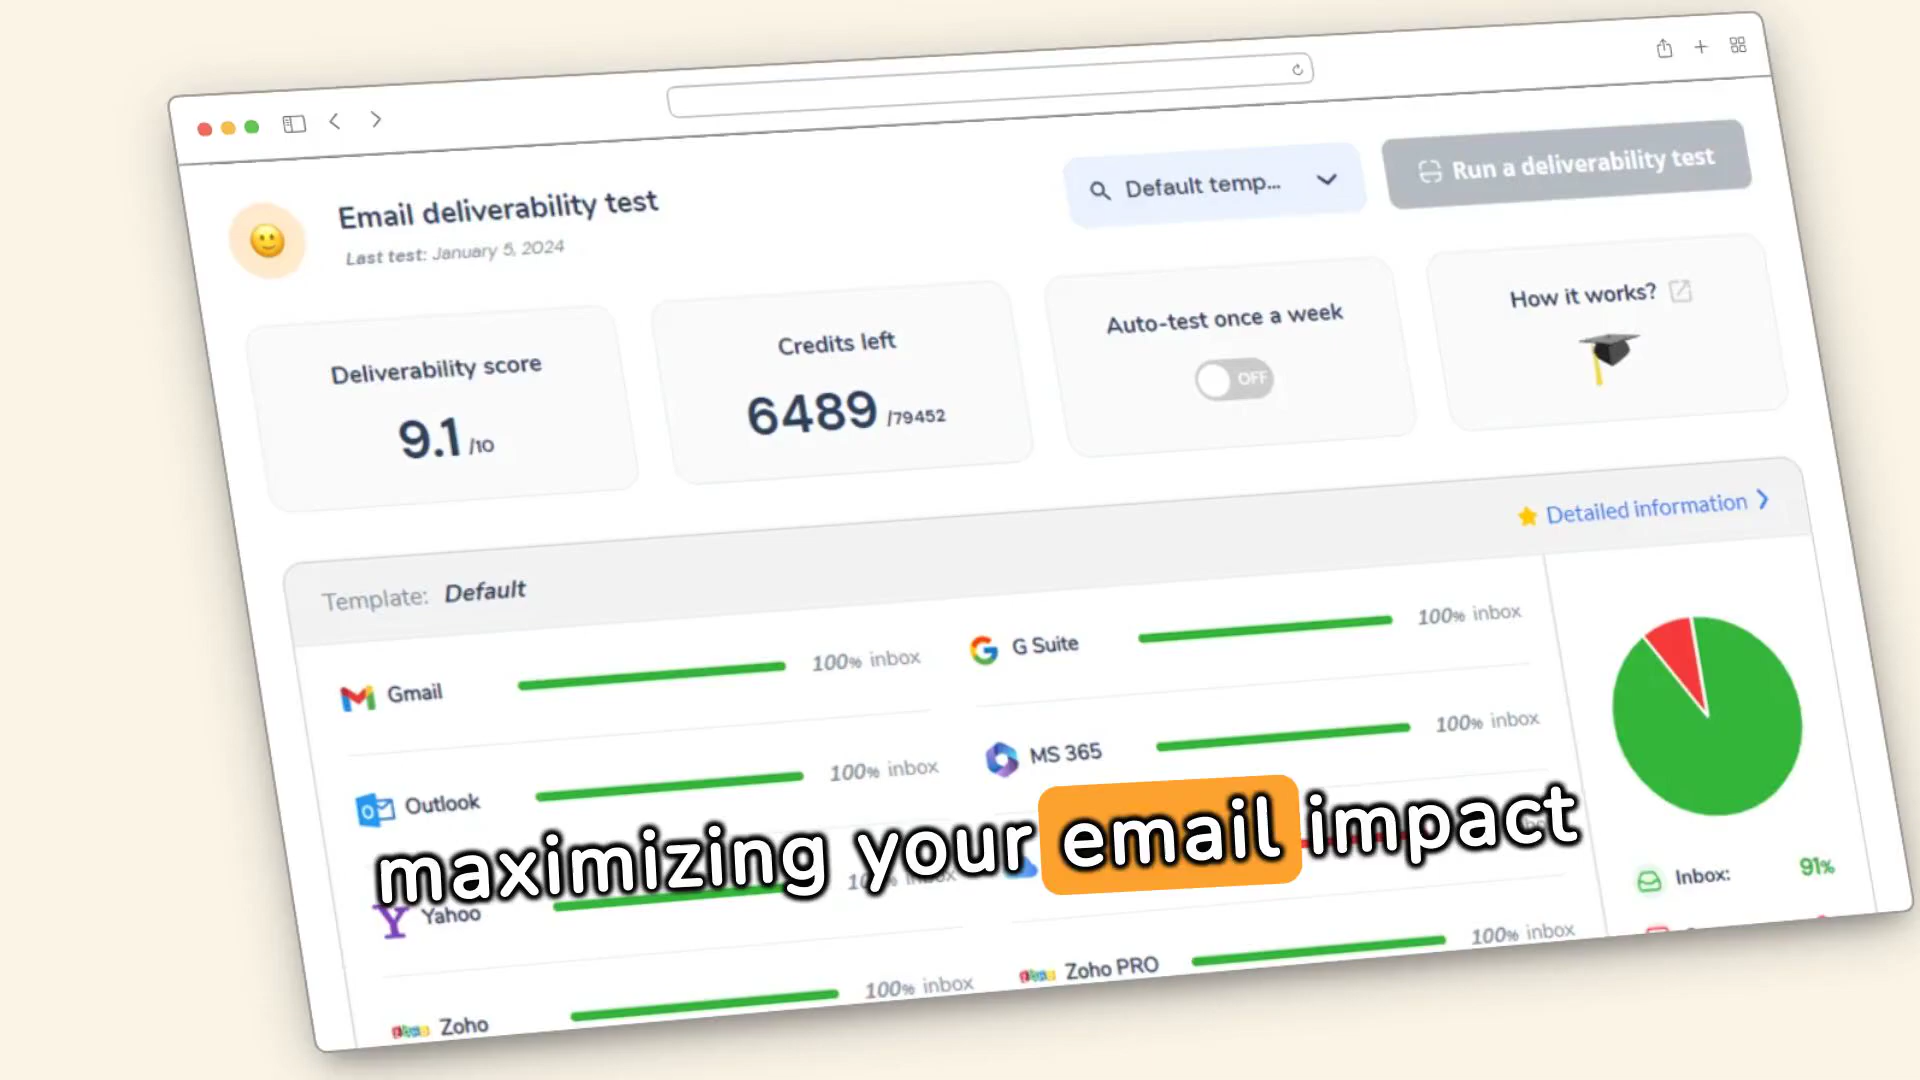 Email deliverability test
Last test: January 5, 2024
Default temp...
Run a deliverability test
Deliverability score
9.1 /10
Credits left
6489 /79452
Auto-test once a week
OFF
How it works?
Detailed information
Template: Default
Gmail 100% inbox
G Suite 100% inbox
Outlook 100% inbox
MS 365 100% inbox
maximizing your email impact
Yahoo
Inbox: 91%
Zoho PRO 100% inbox
Zoho 100% inbox